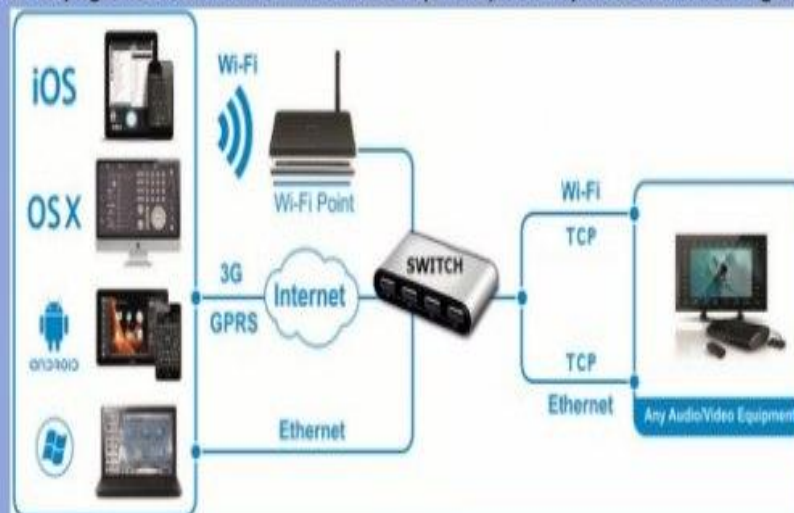 iOS
OS X
ANDROID
Wi-Fi
Wi-Fi Point
3G
GPRS
Internet
Ethernet
SWITCH
Wi-Fi
TCP
TCP
Ethernet
Any Audio/Video Equipment